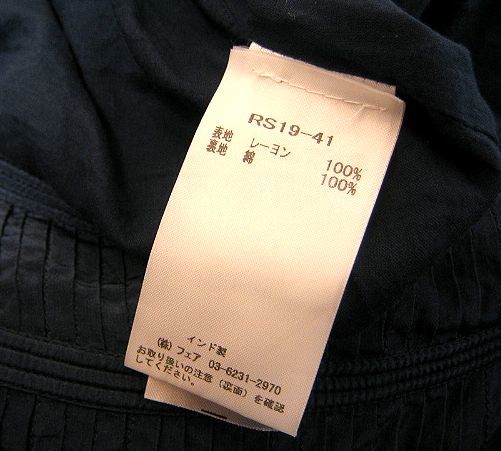 RS19-41
表地 レーヨン 100%
裏地 綿 100%
インド製
(株) フェア 03-6231-2970
お取り扱いの注意 (裏面) を確認
してください。